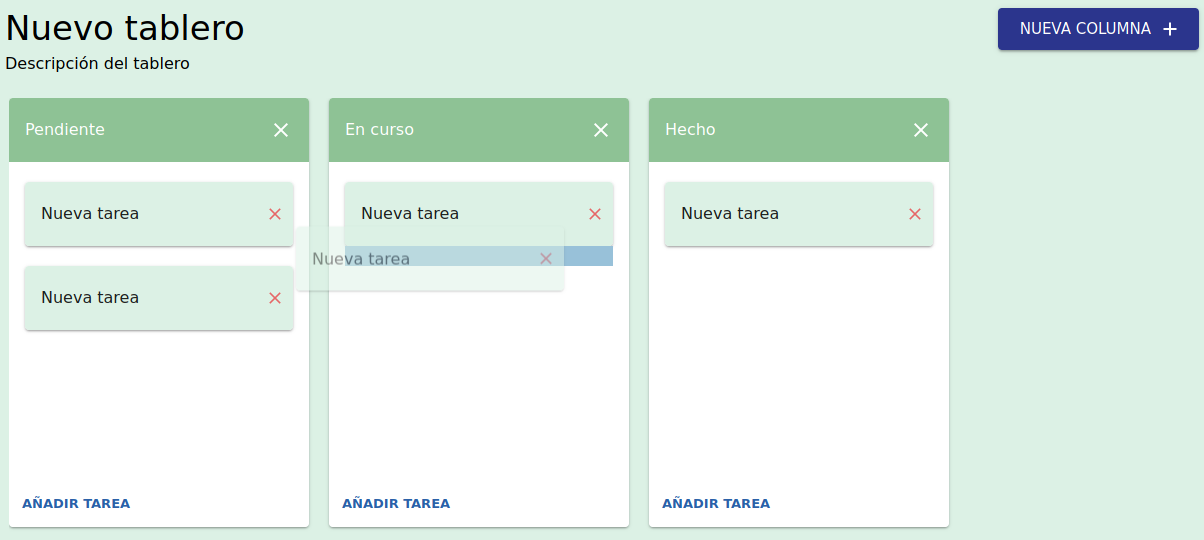 Nuevo tablero
NUEVA COLUMNA +
Descripción del tablero
Pendiente
Nueva tarea
Nueva tarea
AÑADIR TAREA
En curso
Nueva tarea
Nueva tarea
AÑADIR TAREA
Hecho
Nueva tarea
AÑADIR TAREA